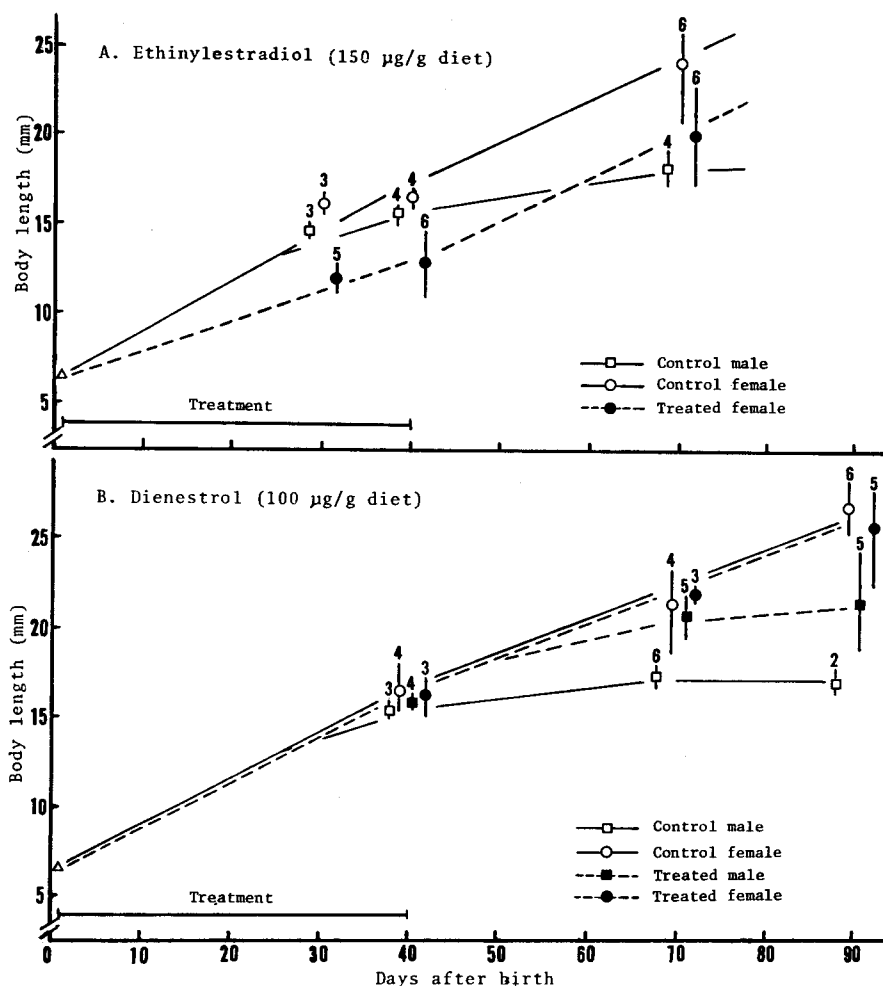 A. Ethinylestradiol (150 µg/g diet)
Body length (mm)
25
20
15
10
5
3
3
4
4
5
6
4
6
6
Control male
Control female
Treated female
Treatment
B. Dienestrol (100 µg/g diet)
Body length (mm)
25
20
15
10
5
3
4
4
3
6
4
5
3
2
6
5
5
Control male
Control female
Treated male
Treated female
Treatment
0 10 20 30 40 50 60 70 80 90
Days after birth